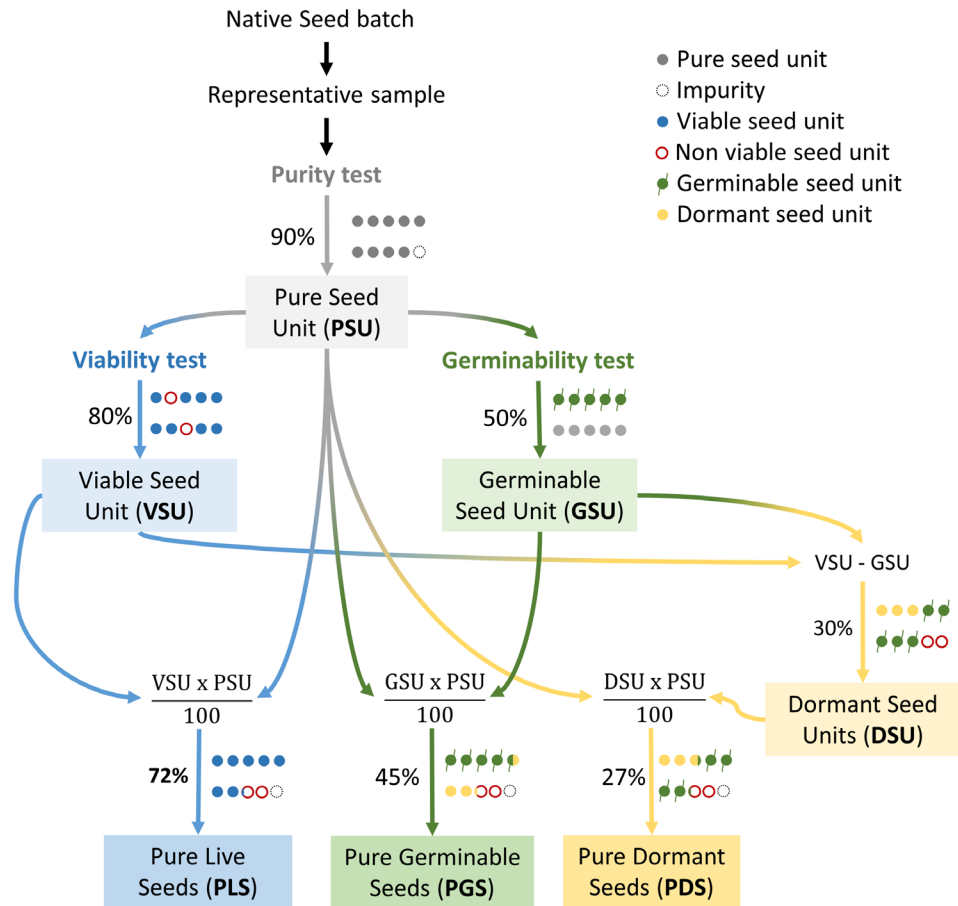 Native Seed batch
Representative sample
Purity test
90%
Pure seed unit
Impurity
Viable seed unit
Non viable seed unit
Germinable seed unit
Dormant seed unit
Pure Seed
Unit (PSU)
Viability test
80%
Viable Seed
Unit (VSU)
Germinability test
50%
Germinable
Seed Unit (GSU)
VSU - GSU
30%
Dormant Seed
Units (DSU)
VSU x PSU
100
GSU x PSU
100
DSU x PSU
100
72%
45%
27%
Pure Live
Seeds (PLS)
Pure Germinable
Seeds (PGS)
Pure Dormant
Seeds (PDS)